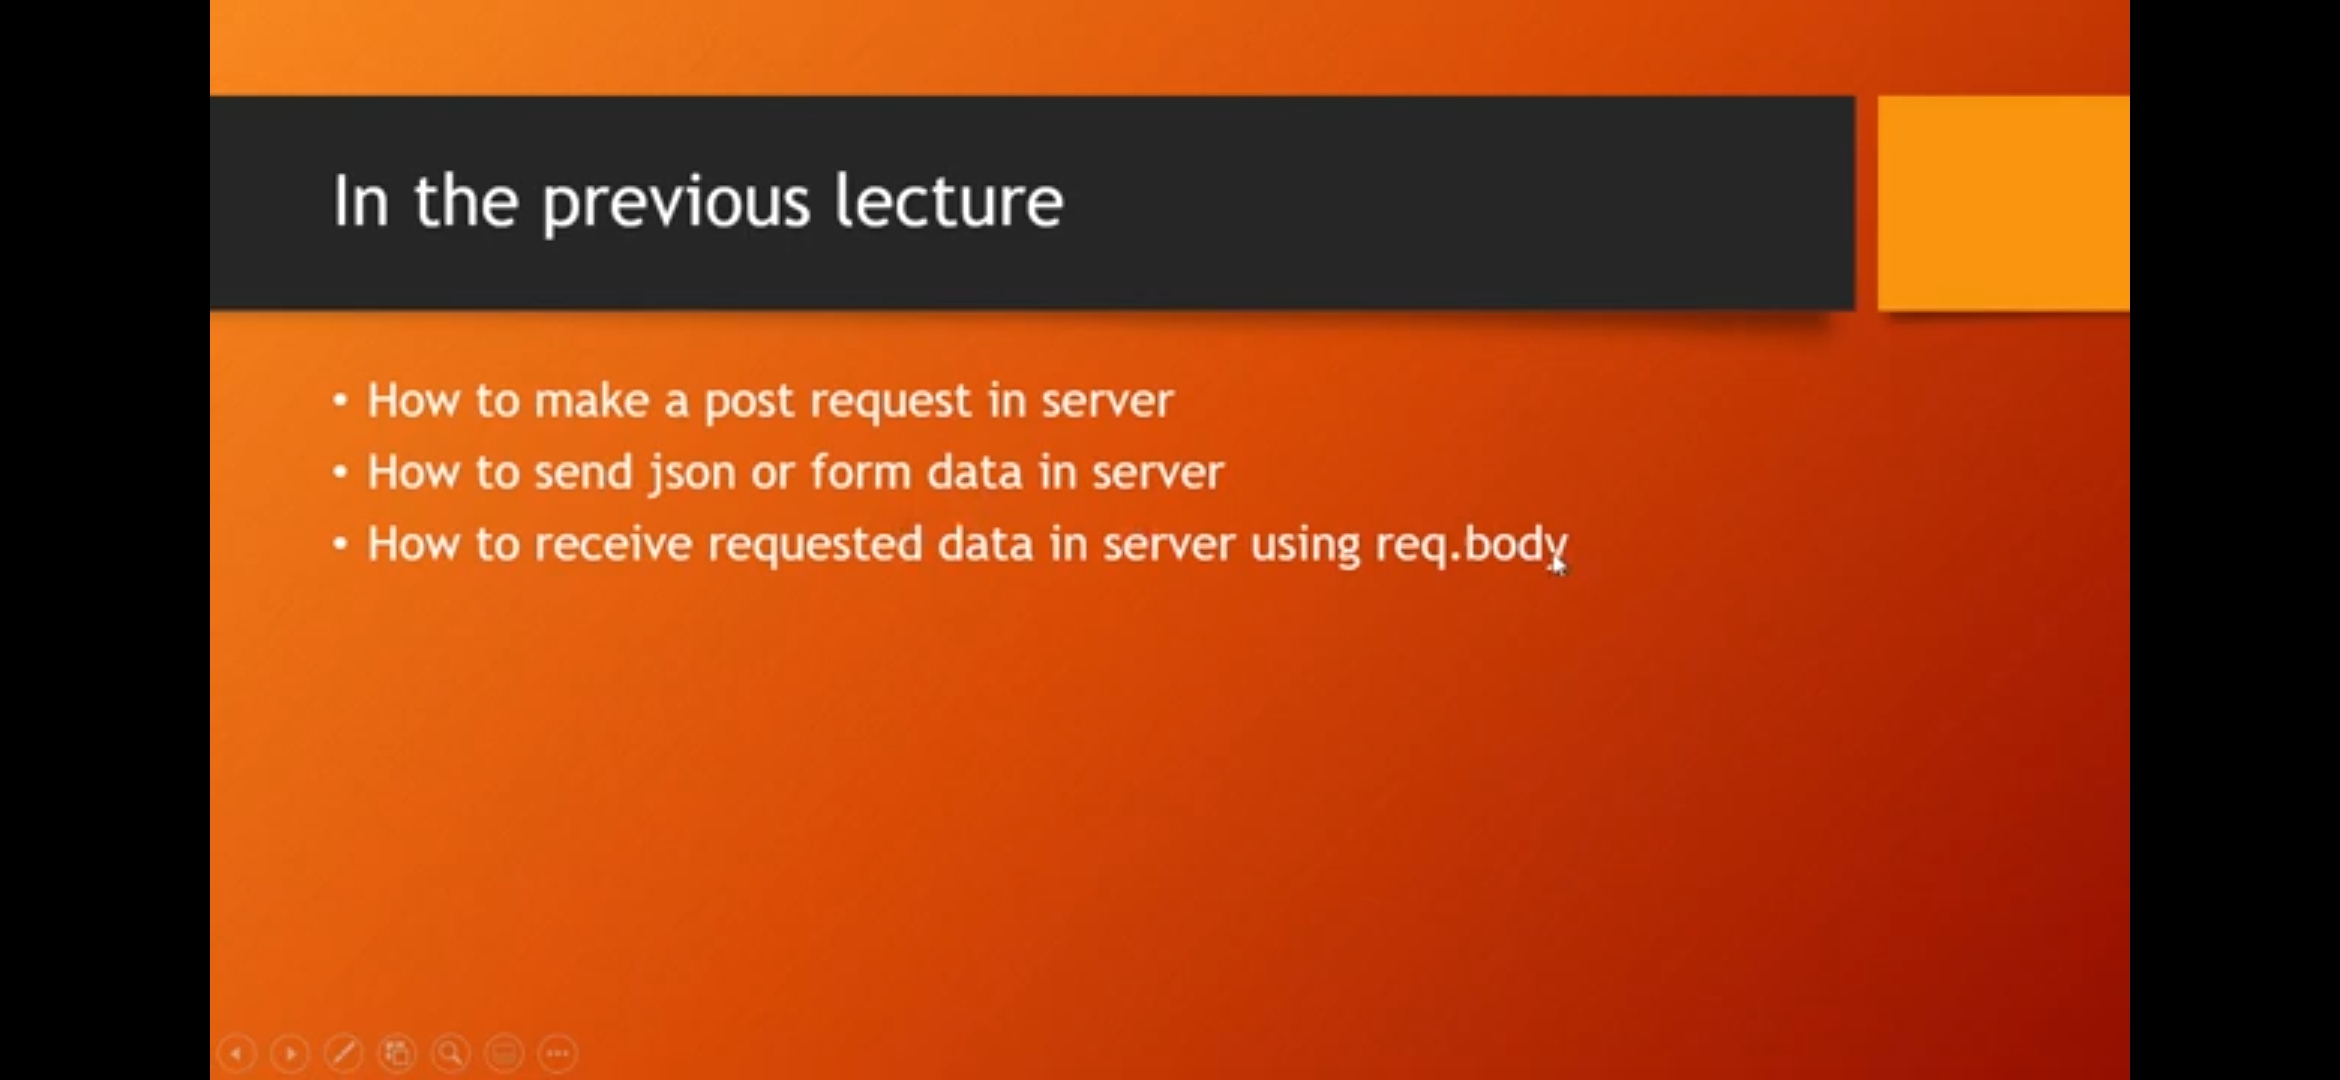 In the previous lecture
• How to make a post request in server
• How to send json or form data in server
• How to receive requested data in server using req.body